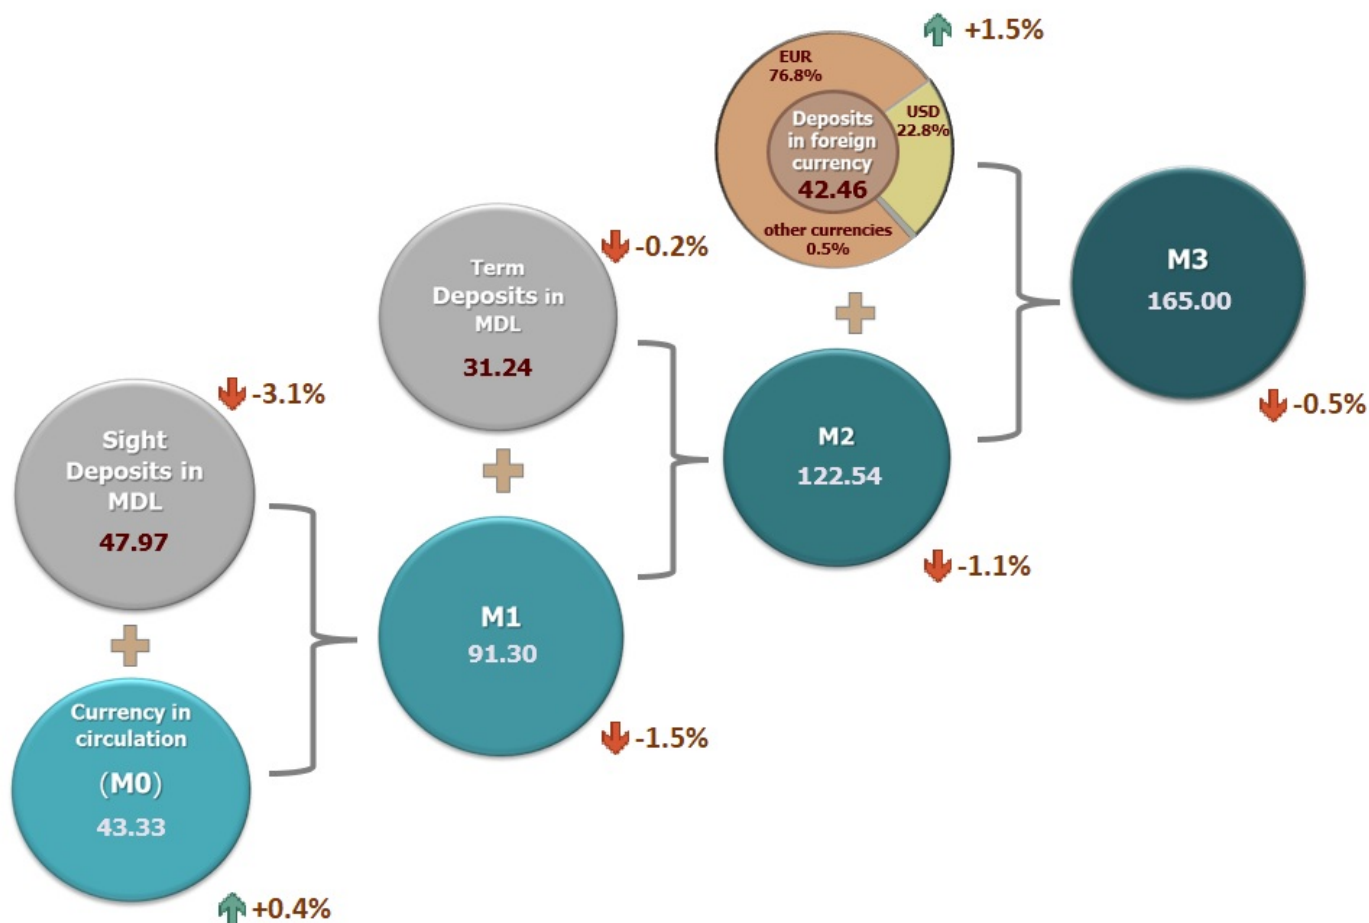 +1.5%
EUR
76.8%
USD
22.8%
Deposits
in foreign
currency
42.46
other currencies
0.5%
M3
165.00
-0.5%
-0.2%
Term
Deposits in
MDL
31.24
M2
122.54
-1.1%
-3.1%
Sight
Deposits in
MDL
47.97
M1
91.30
-1.5%
Currency in
circulation
(M0)
43.33
+0.4%